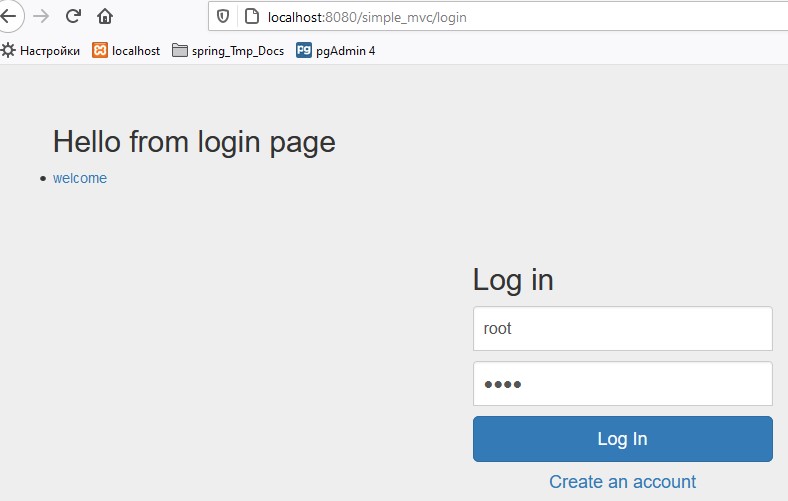 localhost:8080/simple_mvc/login
Настройки localhost spring_Tmp_Docs pgAdmin 4
Hello from login page
welcome
Log in
root
••••
Log In
Create an account